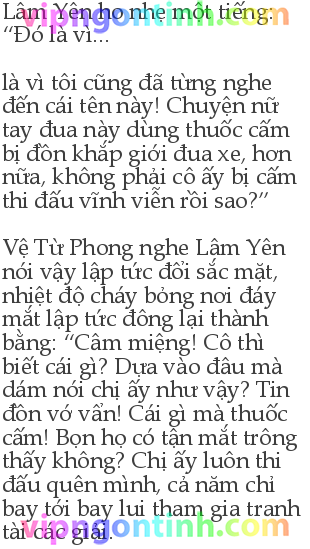 Lâm Yên ho nhẹ một tiếng:
“Đó là vì...
là vì tôi cũng đã từng nghe
đến cái tên này! Chuyện nữ
tay đua này dùng thuốc cấm
bị đồn khắp giới đua xe, hơn
nữa, không phải cô ấy bị cấm
thi đấu vĩnh viễn rồi sao?”
Vệ Từ Phong nghe Lâm Yên
nói vậy lập tức đổi sắc mặt,
nhiệt độ cháy bỏng nơi đáy
mắt lập tức đông lại thành
băng: “Câm miệng! Cô thì
biết cái gì? Dựa vào đâu mà
dám nói chị ấy như vậy? Tin
đồn vớ vẩn! Cái gì mà thuốc
cấm! Bọn họ có tận mắt trông
thấy không? Chị ấy luôn thi
đấu quên mình, cả năm chỉ
bay tới bay lui tham gia tranh
tài các giải.
vipngontinh.com
vipngontinh.com